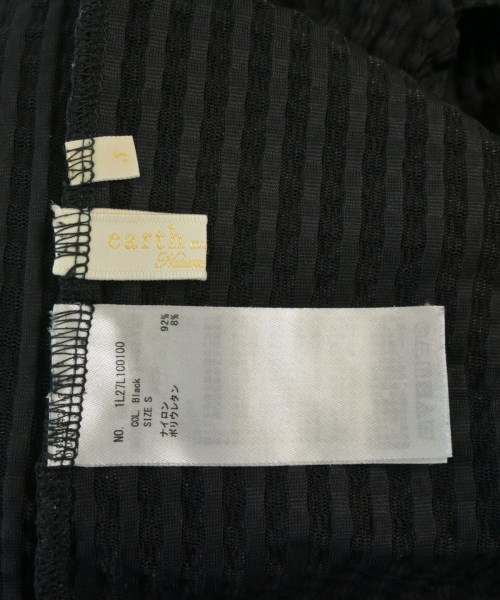 S
earth
NO. 1L27L1C0100
COL. Black
SIZE S
ナイロン 92%
ポリウレタン 8%